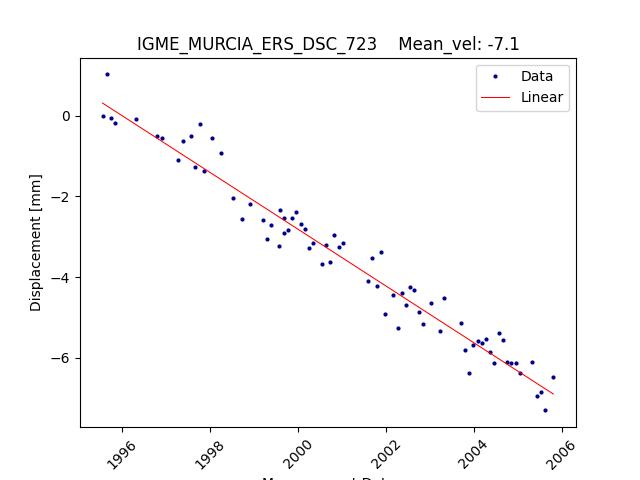 IGME_MURCIA_ERS_DSC_723    Mean_vel: -7.1
Data
Linear
Displacement [mm]
0
−2
−4
−6
1996
1998
2000
2002
2004
2006